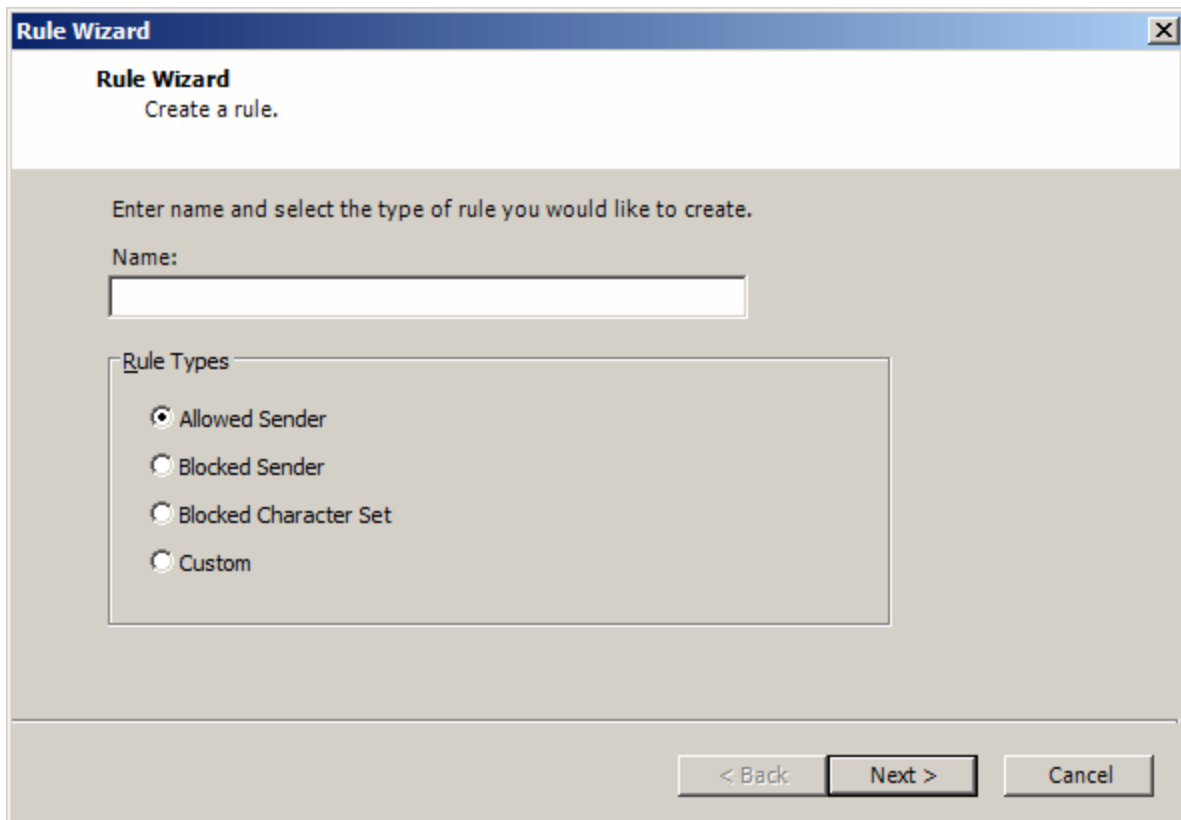 Rule Wizard
Rule Wizard
Create a rule.
Enter name and select the type of rule you would like to create.
Name:
Rule Types
Allowed Sender
Blocked Sender
Blocked Character Set
Custom
< Back
Next >
Cancel